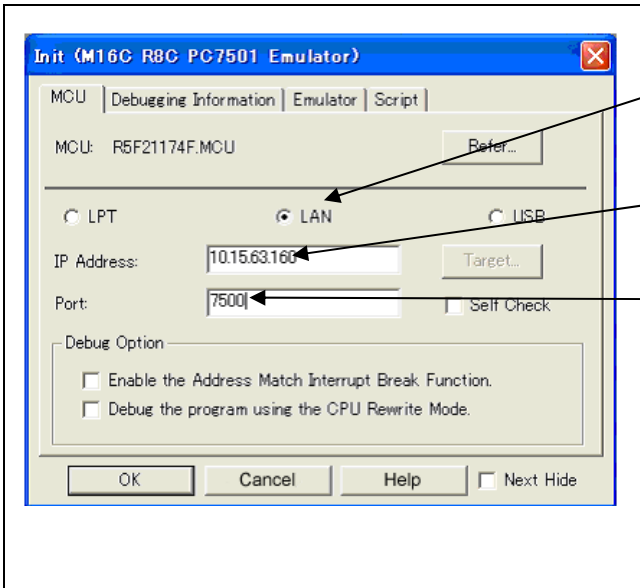 Init (M16C R8C PC7501 Emulator)
MCU Debugging Information Emulator Script
MCU: R5F21174F.MCU Refer...
LPT LAN USB
IP Address: 10.15.63.160 Target...
Port: 7500 Self Check
Debug Option
Enable the Address Match Interrupt Break Function.
Debug the program using the CPU Rewrite Mode.
OK Cancel Help Next Hide